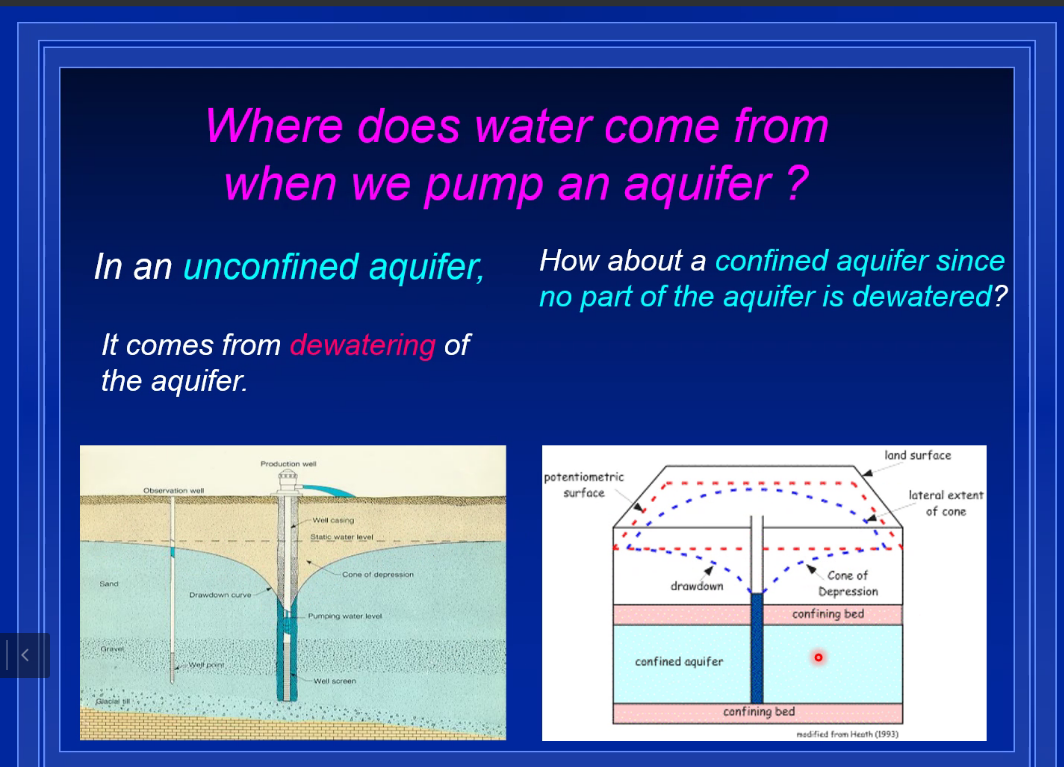 Where does water come from
when we pump an aquifer ?
In an unconfined aquifer,
It comes from dewatering of
the aquifer.
How about a confined aquifer since
no part of the aquifer is dewatered?
Production well
Observation well
Well casing
Static water level
Cone of depression
Sand
Drawdown curve
Pumping water level
Gravel
Well point
Well screen
Glacial till
land surface
potentiometric
surface
lateral extent
of cone
drawdown
Cone of
Depression
confining bed
confined aquifer
confining bed
modified from Heath (1993)